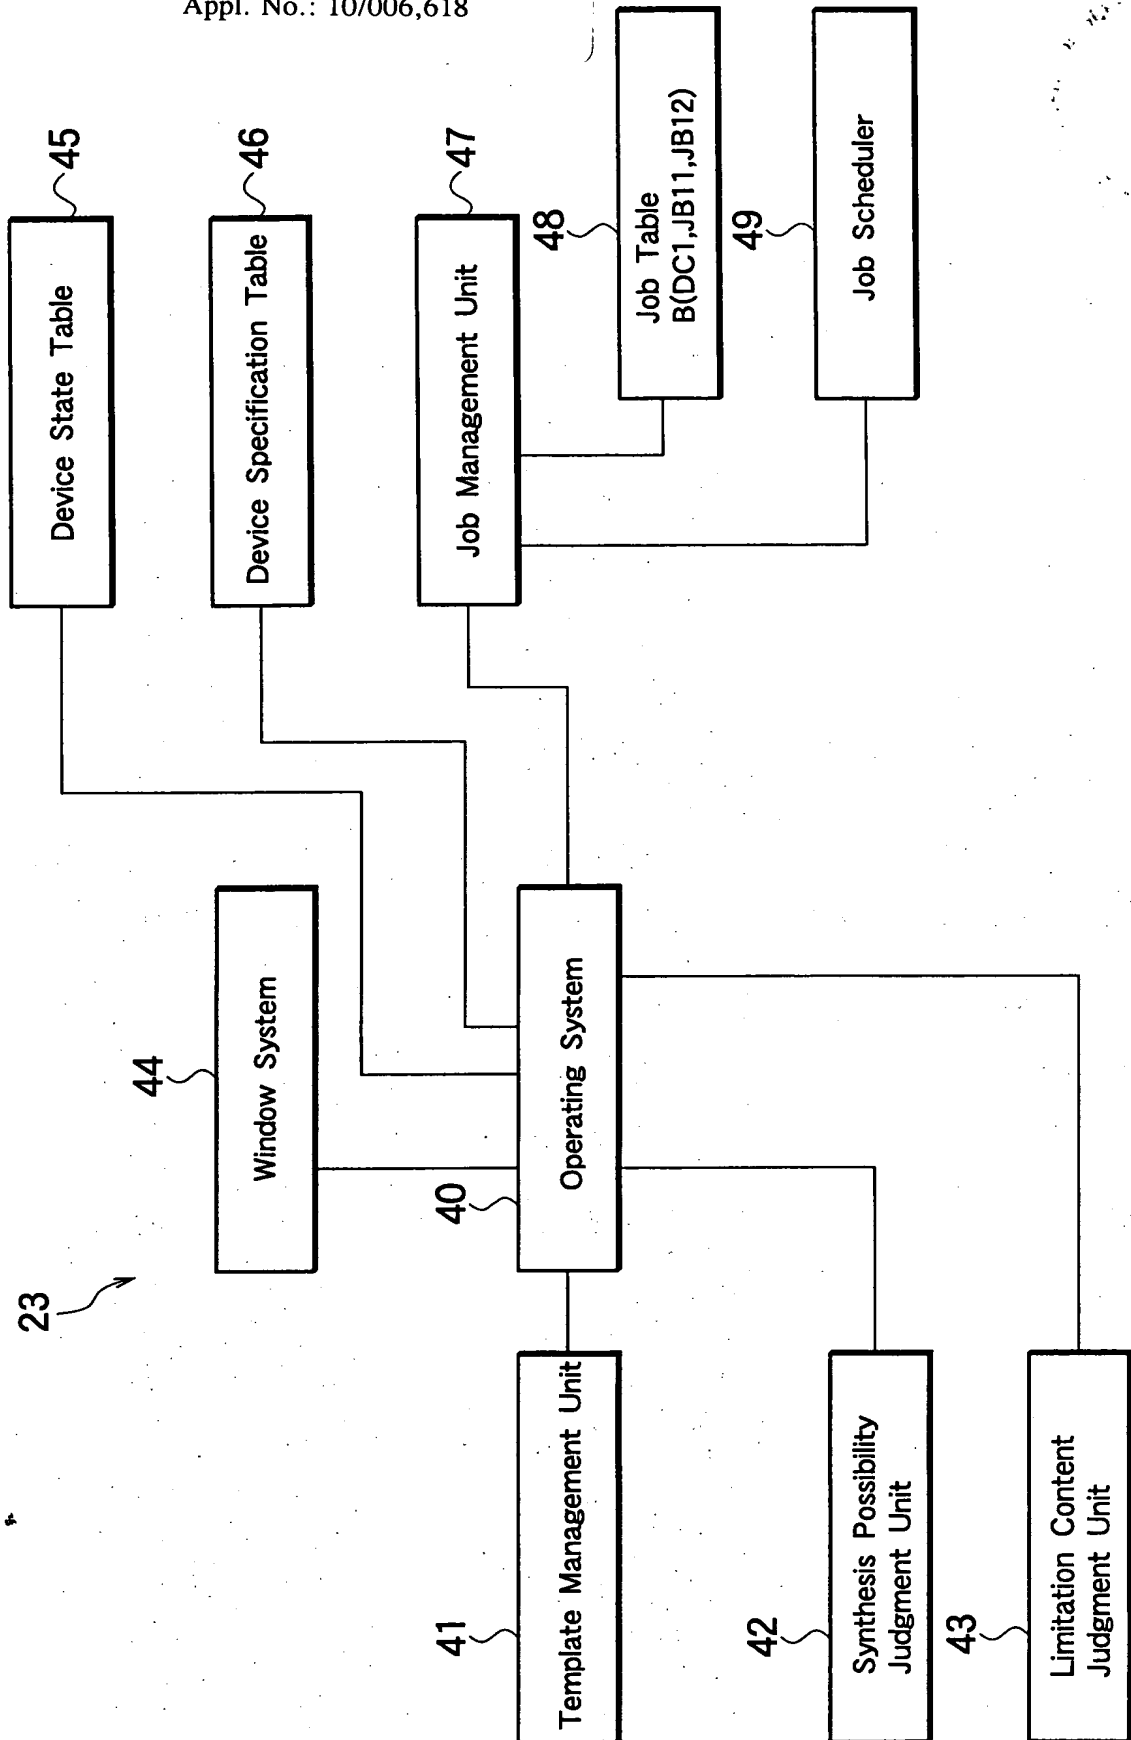 Appl. No.: 10/006,618
23
44
Window System
45
Device State Table
46
Device Specification Table
41
Template Management Unit
40
Operating System
47
Job Management Unit
48
Job Table
B(DC1,JB11,JB12)
42
Synthesis Possibility
Judgment Unit
49
Job Scheduler
43
Limitation Content
Judgment Unit